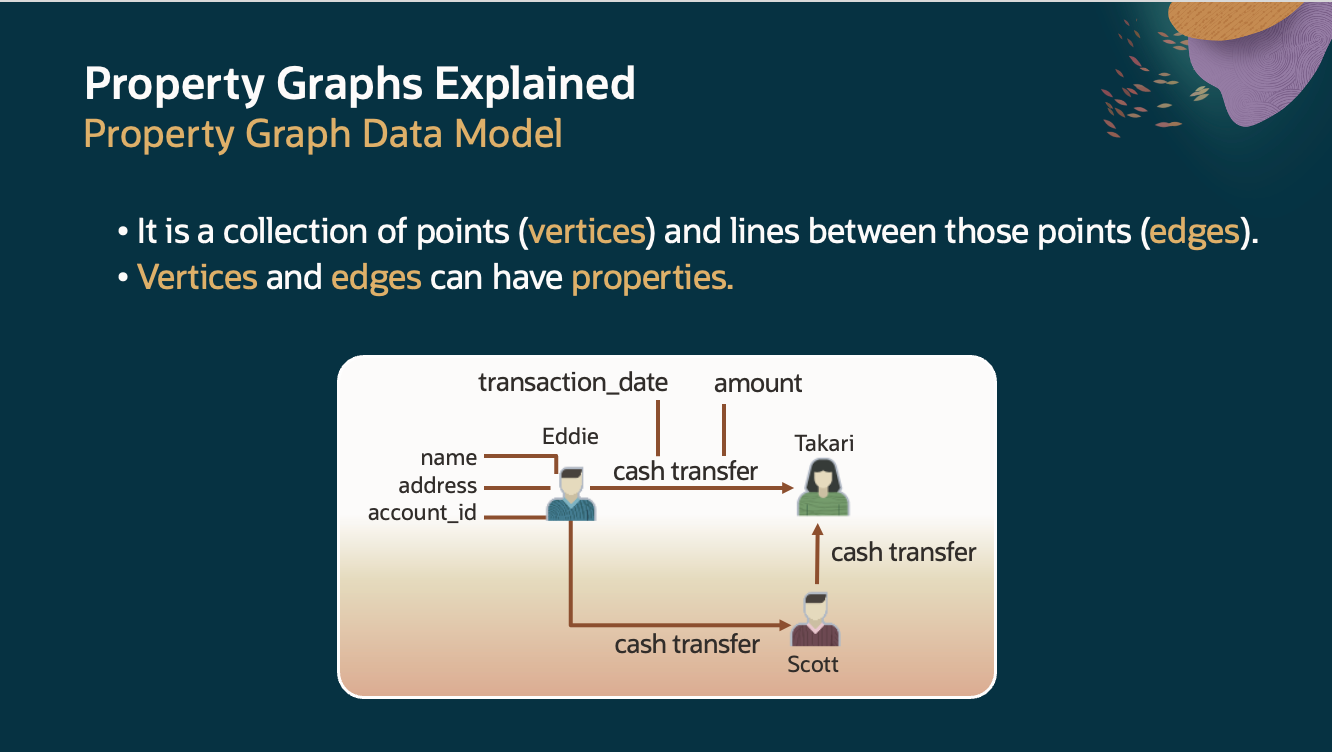 Property Graphs Explained
Property Graph Data Model
• It is a collection of points (vertices) and lines between those points (edges).
• Vertices and edges can have properties.
transaction_date
amount
Eddie
Takari
name
address
account_id
cash transfer
cash transfer
cash transfer
Scott